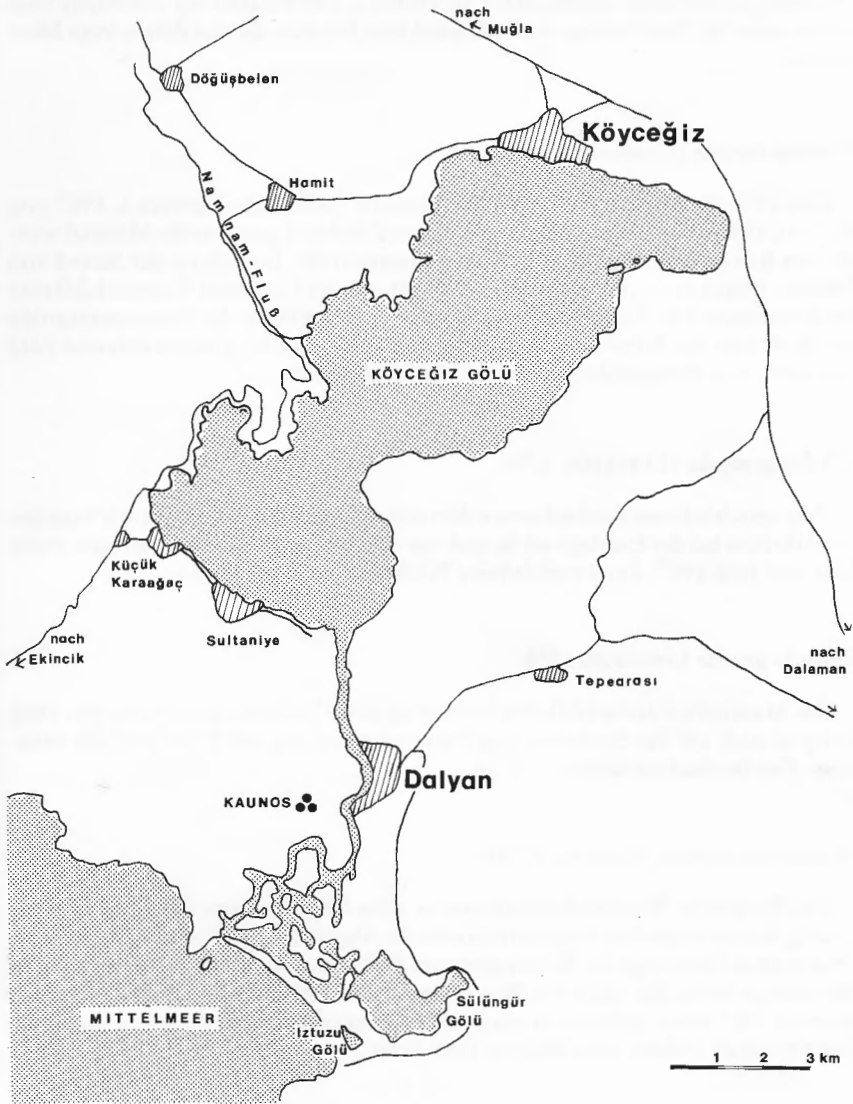 nach
Muğla
Döğüşbelen
Köyceğiz
Hamit
Namnam-Fluß
KÖYCEĞIZ GÖLÜ
Küçük
Karaağaç
Sultaniye
nach
Ekincik
nach
Dalaman
Tepearası
Dalyan
KAUNOS
Sülüngür
Gölü
MITTELMEER
Iztuzu
Gölü
1 2 3 km